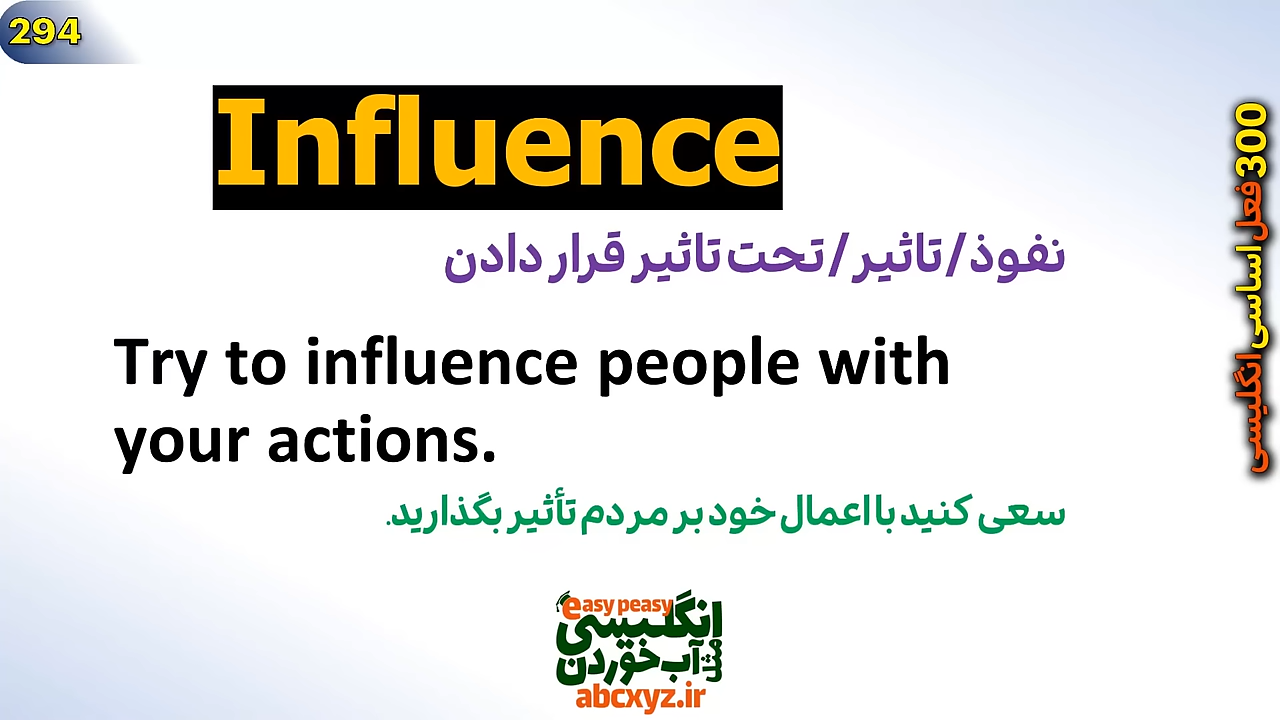 294
Influence
نفوذ / تاثیر / تحت تاثیر قرار دادن
Try to influence people with
your actions.
سعی کنید با اعمال خود بر مردم تأثیر بگذارید.
300 فعل اساسی انگلیسی
easy peasy
انگلیسی
مثل آب خوردن
abcxyz.ir